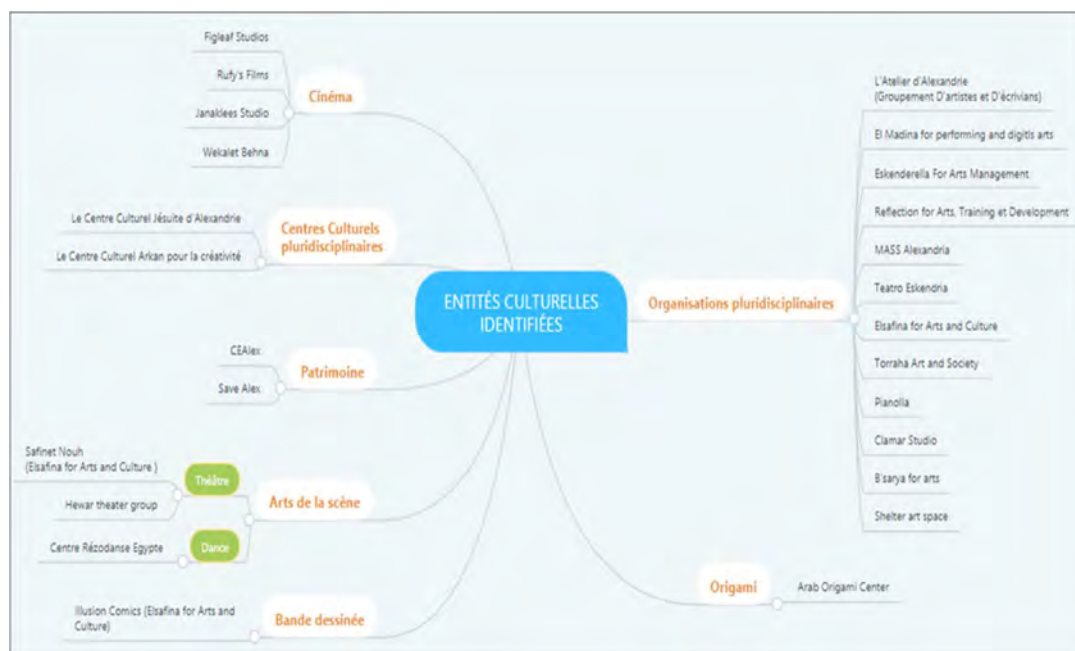 Figleaf Studios
Rufy's Films
Janaklees Studio
Wekalet Behna
Cinéma
Le Centre Culturel Jésuite d'Alexandrie
Le Centre Culturel Arkan pour la créativité
Centres Culturels
pluridisciplinaires
CEAlex
Save Alex
Patrimoine
Safinet Nouh
(Elsafina for Arts and Culture )
Hewar theater group
Théâtre
Centre Rézodanse Egypte
Dance
Arts de la scène
Illusion Comics (Elsafina for Arts and
Culture)
Bande dessinée
ENTITÉS CULTURELLES
IDENTIFIÉES
Organisations pluridisciplinaires
L'Atelier d'Alexandrie
(Groupement D'artistes et D'écrivians)
El Madina for performing and digitls arts
Eskenderella For Arts Management
Reflection for Arts, Training et Development
MASS Alexandria
Teatro Eskendria
Elsafina for Arts and Culture
Torraha Art and Society
Pianolla
Clamar Studio
B'sarya for arts
Shelter art space
Origami
Arab Origami Center